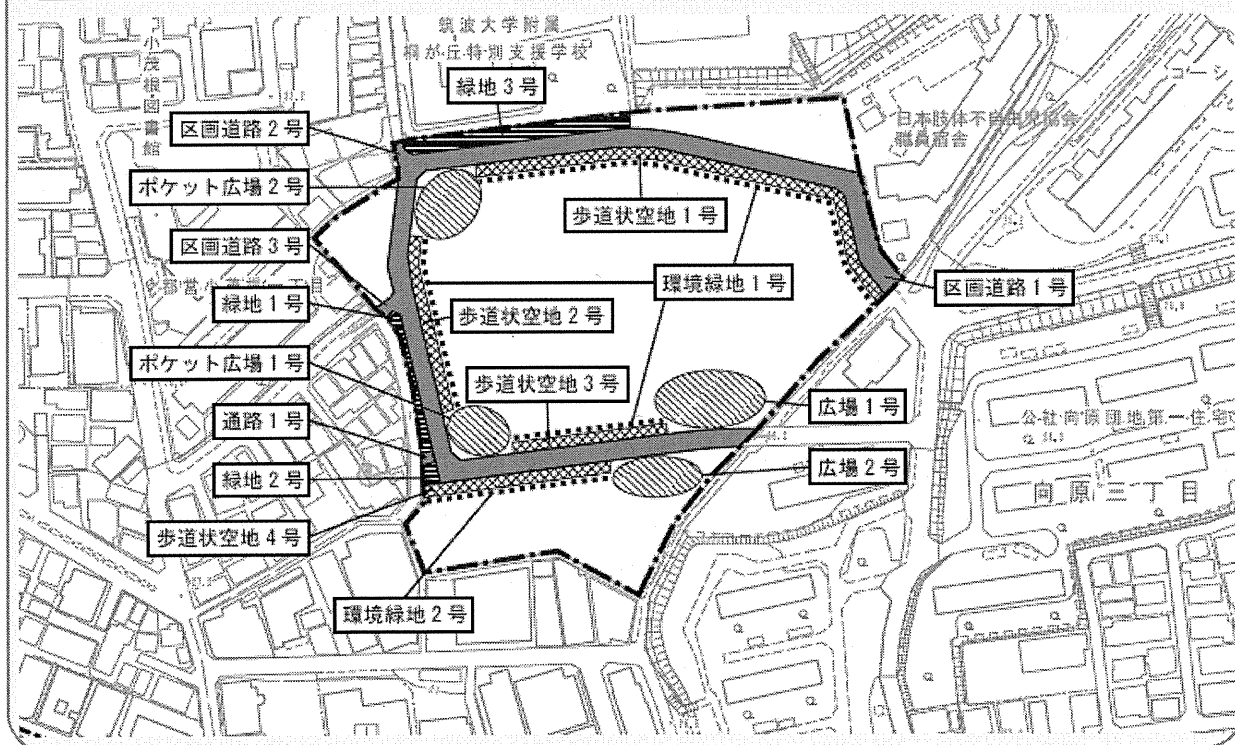 筑波大学附属
桐が丘特別支援学校
小茂根図書館
緑地3号
区画道路2号
日本肢体不自由児協会
職員宿舎
コーシ
ポケット広場2号
歩道状空地1号
区画道路3号
環境緑地1号
区画道路1号
緑地1号
歩道状空地2号
ポケット広場1号
歩道状空地3号
広場1号
通路1号
公社向原団地第一住宅
緑地2号
広場2号
向原三丁目
歩道状空地4号
環境緑地2号